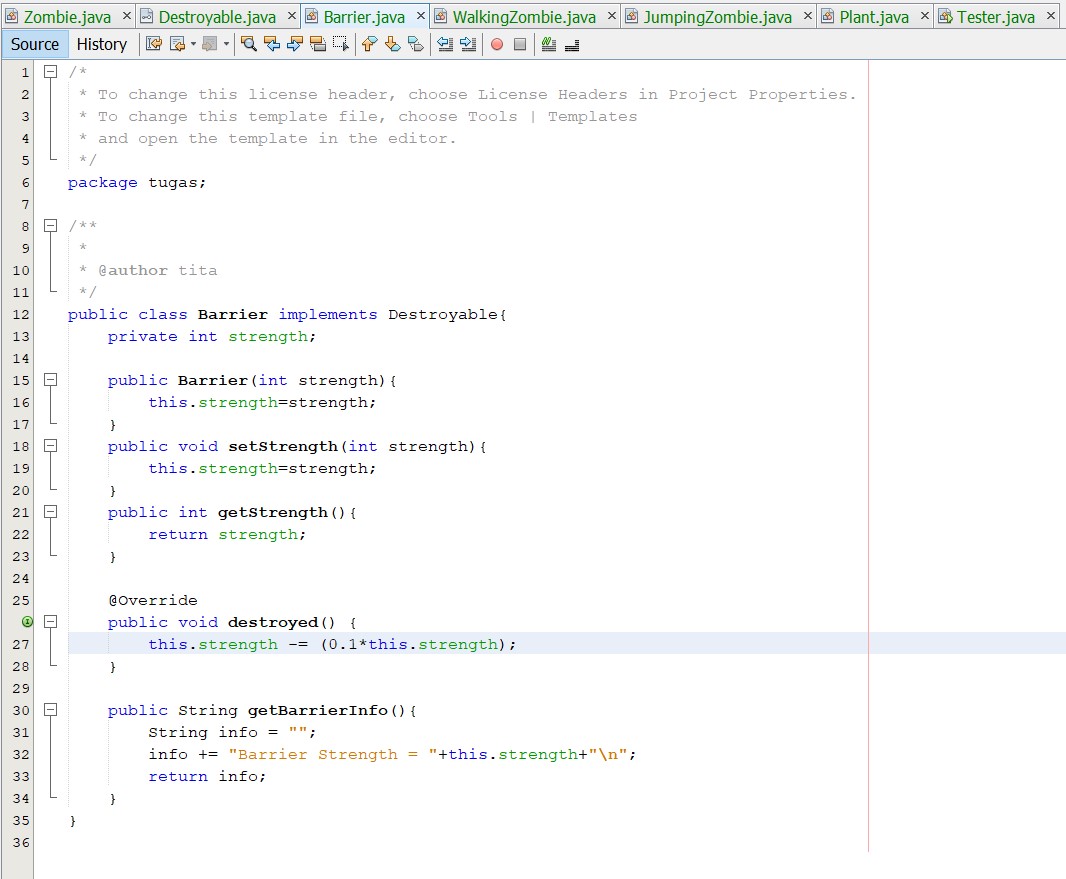 Zombie.java Destroyable.java Barrier.java WalkingZombie.java JumpingZombie.java Plant.java Tester.java
Source History
1 /*
2  * To change this license header, choose License Headers in Project Properties.
3  * To change this template file, choose Tools | Templates
4  * and open the template in the editor.
5  */
6 package tugas;
7
8 /**
9  *
10  * @author tita
11  */
12 public class Barrier implements Destroyable{
13     private int strength;
14
15     public Barrier(int strength){
16         this.strength=strength;
17     }
18     public void setStrength(int strength){
19         this.strength=strength;
20     }
21     public int getStrength(){
22         return strength;
23     }
24
25     @Override
    public void destroyed() {
27         this.strength -= (0.1*this.strength);
28     }
29
30     public String getBarrierInfo(){
31         String info = "";
32         info += "Barrier Strength = "+this.strength+"\n";
33         return info;
34     }
35 }
36